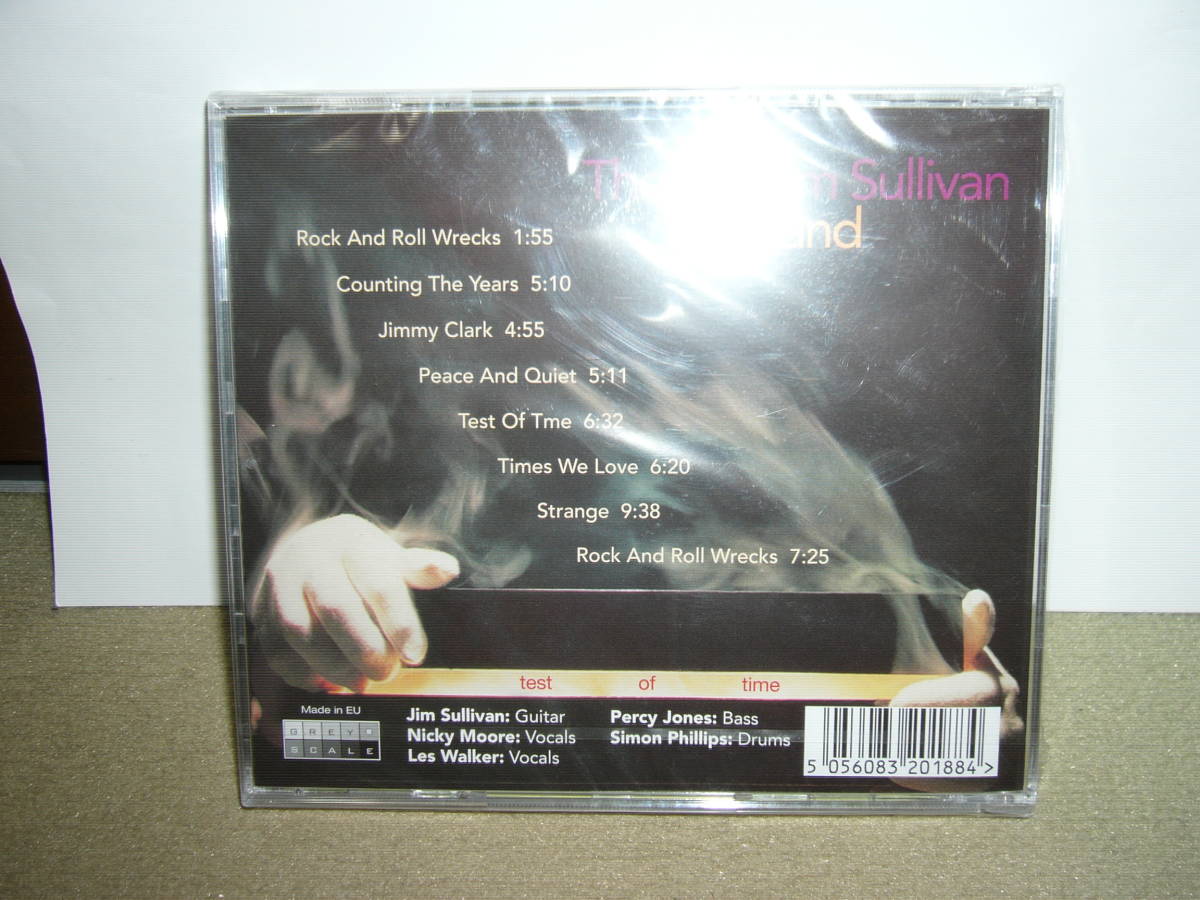 Sullivan
Rock And Roll Wrecks 1:55
Counting The Years 5:10
Jimmy Clark 4:55
Peace And Quiet 5:11
Test Of Tme 6:32
Times We Love 6:20
Strange 9:38
Rock And Roll Wrecks 7:25
test of time
Made in EU
GREY
SCALE
Jim Sullivan: Guitar
Nicky Moore: Vocals
Les Walker: Vocals
Percy Jones: Bass
Simon Phillips: Drums
5 056083 201884 >